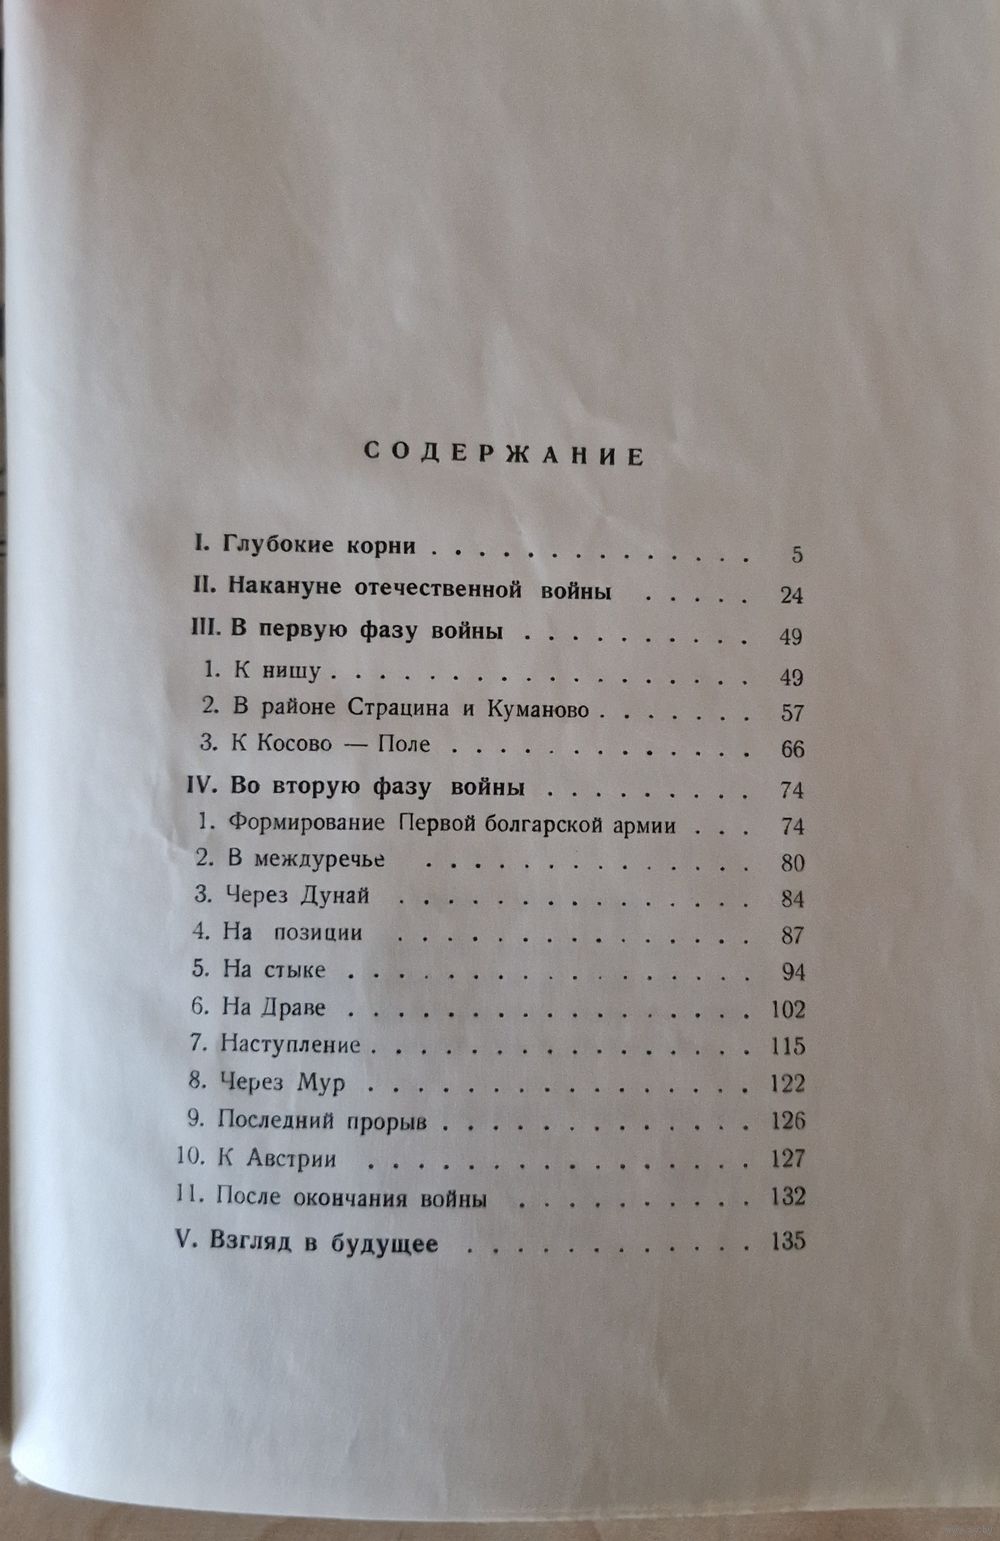 СОДЕРЖАНИЕ
I. Глубокие корни . . . . . . . . . . . . . . 5
II. Накануне отечественной войны . . . . . 24
III. В первую фазу войны . . . . . . . . . . 49
1. К нишу . . . . . . . . . . . . . . . . . . 49
2. В районе Страцина и Куманово . . . . . . . 57
3. К Косово — Поле . . . . . . . . . . . . . 66
IV. Во вторую фазу войны . . . . . . . . . 74
1. Формирование Первой болгарской армии . . . 74
2. В междуречье . . . . . . . . . . . . . . 80
3. Через Дунай . . . . . . . . . . . . . . . 84
4. На позиции . . . . . . . . . . . . . . . 87
5. На стыке . . . . . . . . . . . . . . . . . 94
6. На Драве . . . . . . . . . . . . . . . . . 102
7. Наступление . . . . . . . . . . . . . . . . 115
8. Через Мур . . . . . . . . . . . . . . . . 122
9. Последний прорыв . . . . . . . . . . . . . 126
10. К Австрии . . . . . . . . . . . . . . . . 127
11. После окончания войны . . . . . . . . . . 132
V. Взгляд в будущее . . . . . . . . . . . . 135